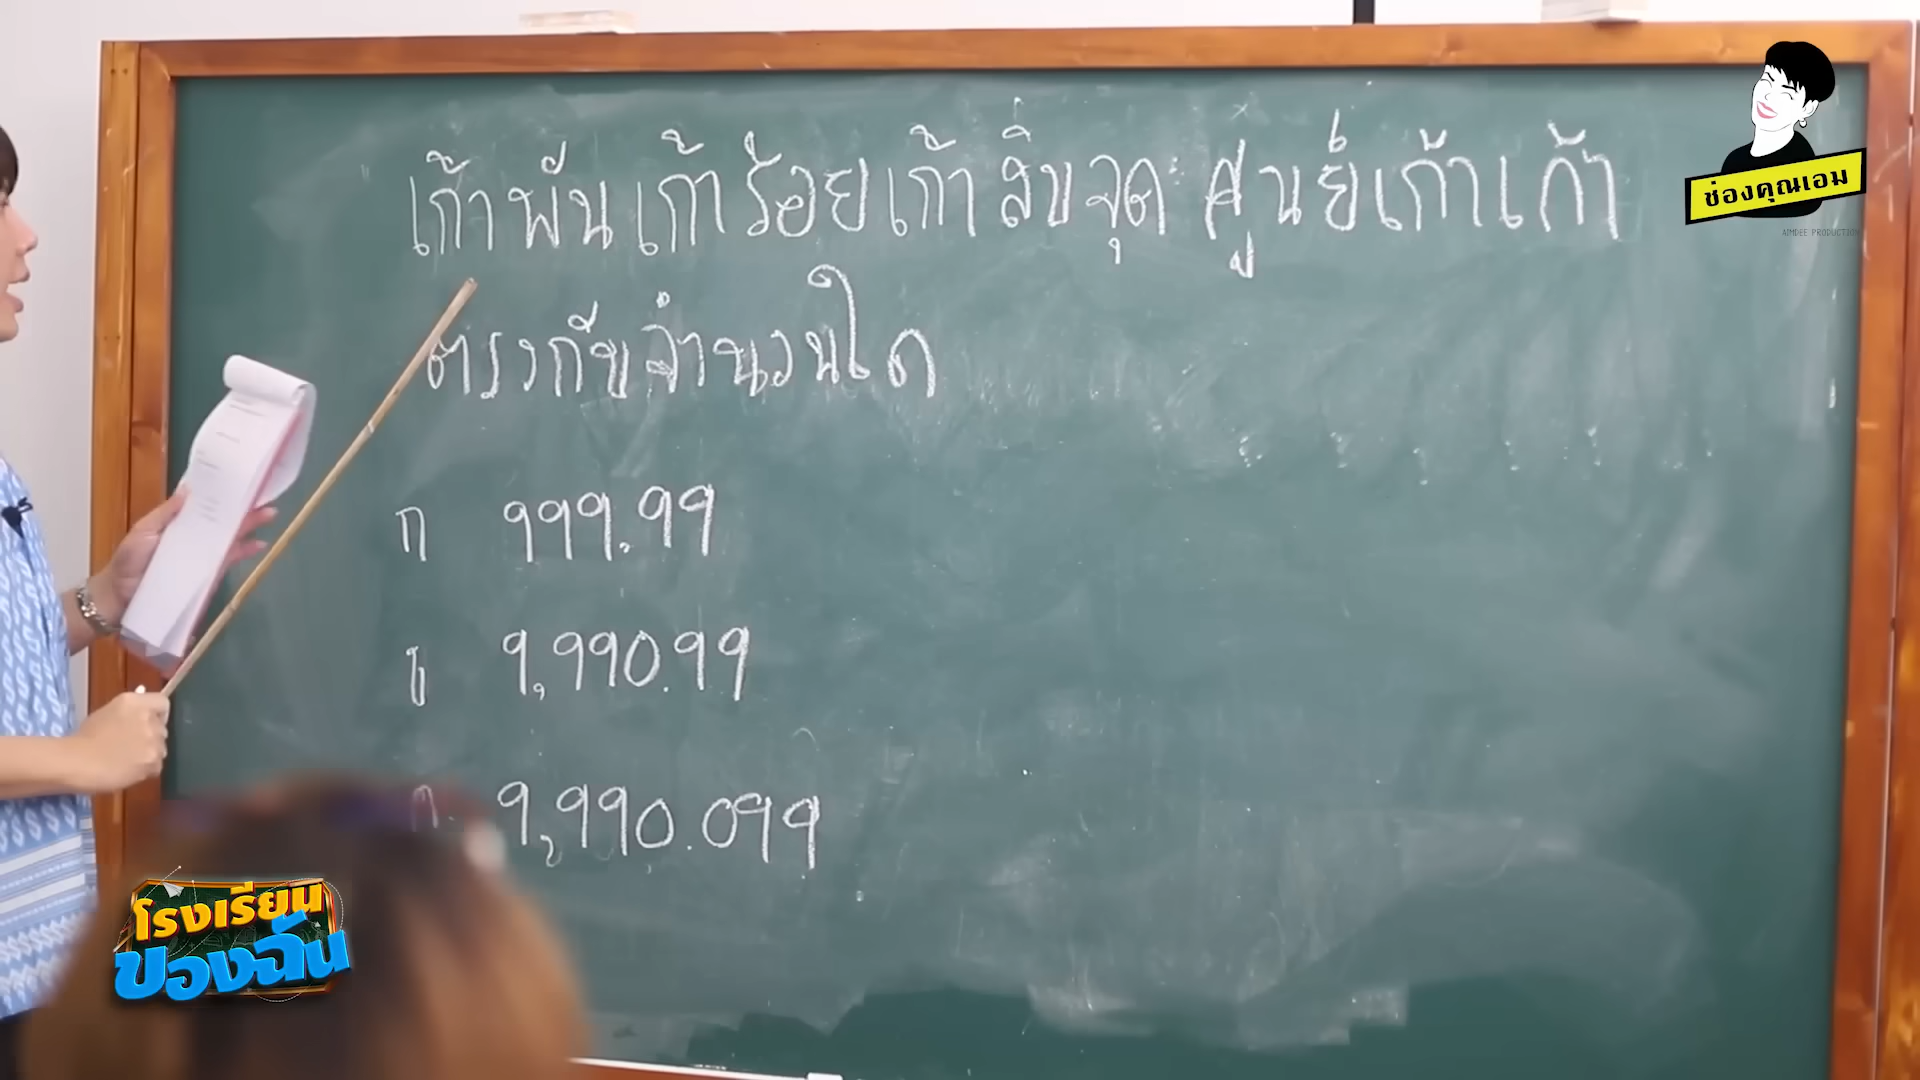 เก้าพันเก้าร้อยเก้าสิบจุดศูนย์เก้าเก้า
ตรงกับจำนวนใด
ก 999.99
ข 9,990.99
ค 9,990.099
ช่องคุณเอม
AIMDEE PRODUCTION
โรงเรียน
ของฉัน